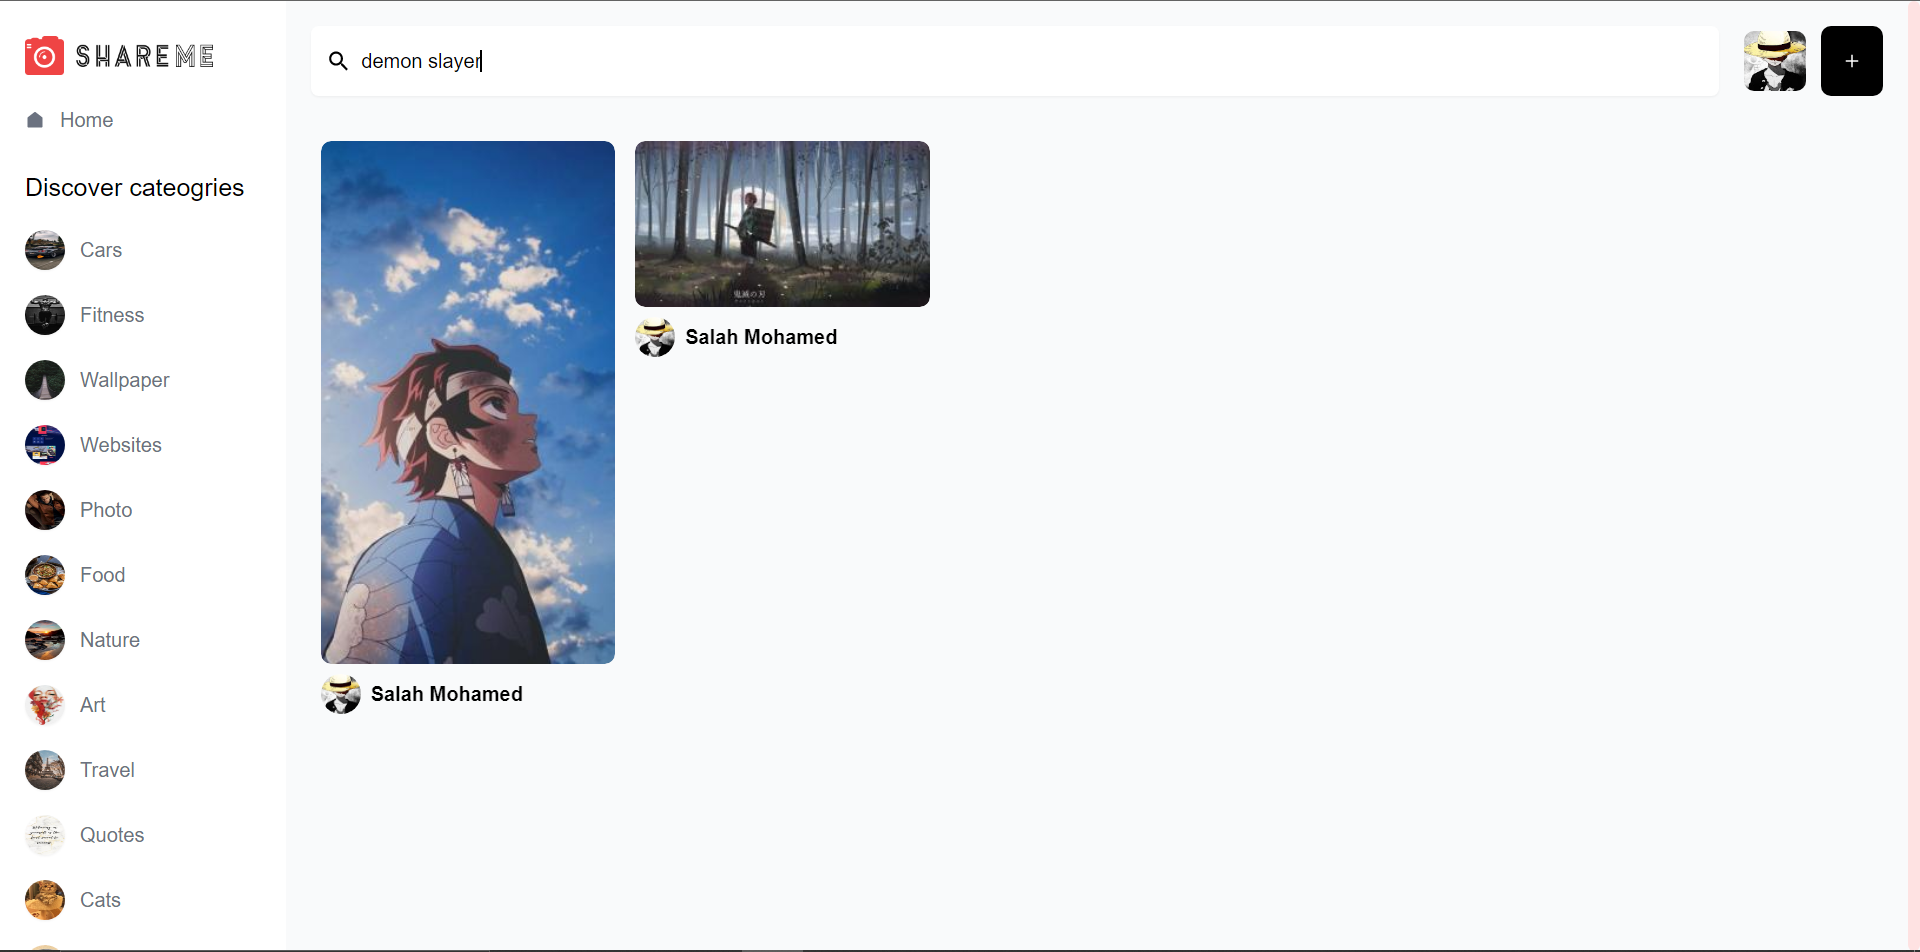 SHAREME
demon slayer
Home
Discover cateogries
Cars
Fitness
Wallpaper
Websites
Photo
Food
Nature
Art
Travel
Quotes
Cats
鬼滅の刃
Salah Mohamed
Salah Mohamed